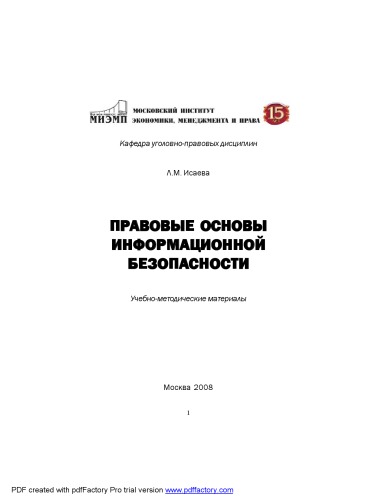 МИЭМП
МОСКОВСКИЙ ИНСТИТУТ
ЭКОНОМИКИ, МЕНЕДЖМЕНТА И ПРАВА
15
Кафедра уголовно-правовых дисциплин
Л.М. Исаева
ПРАВОВЫЕ ОСНОВЫ
ИНФОРМАЦИОННОЙ
БЕЗОПАСНОСТИ
Учебно-методические материалы
Москва 2008
1
PDF created with pdfFactory Pro trial version www.pdffactory.com